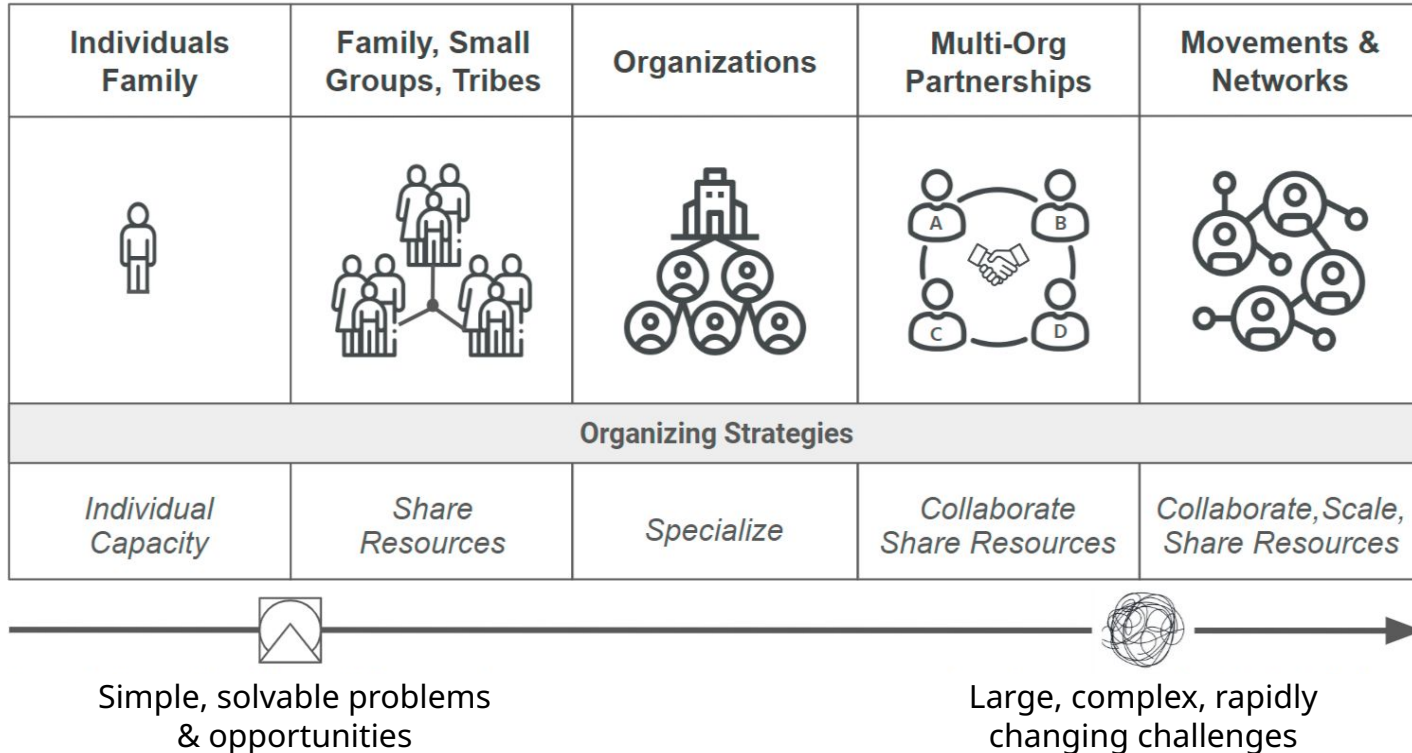 Individuals
Family
Family, Small
Groups, Tribes
Organizations
Multi-Org
Partnerships
Movements &
Networks
A
B
C
D
Organizing Strategies
Individual
Capacity
Share
Resources
Specialize
Collaborate
Share Resources
Collaborate, Scale,
Share Resources
Simple, solvable problems
& opportunities
Large, complex, rapidly
changing challenges